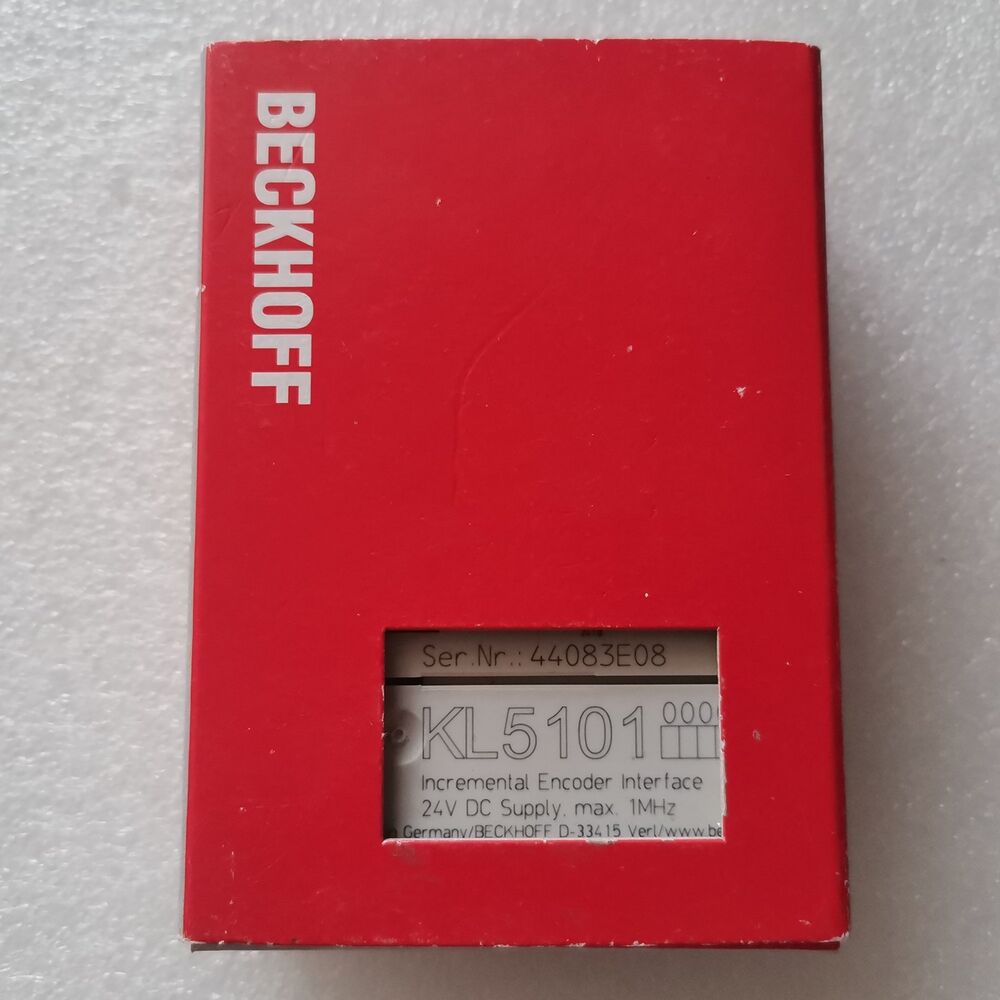 BECKHOFF
Ser.Nr.: 44083E08
KL5101
000
Incremental Encoder Interface
24V DC Supply, max. 1MHz
Germany/BECKHOFF D-33415 Verl/www.be